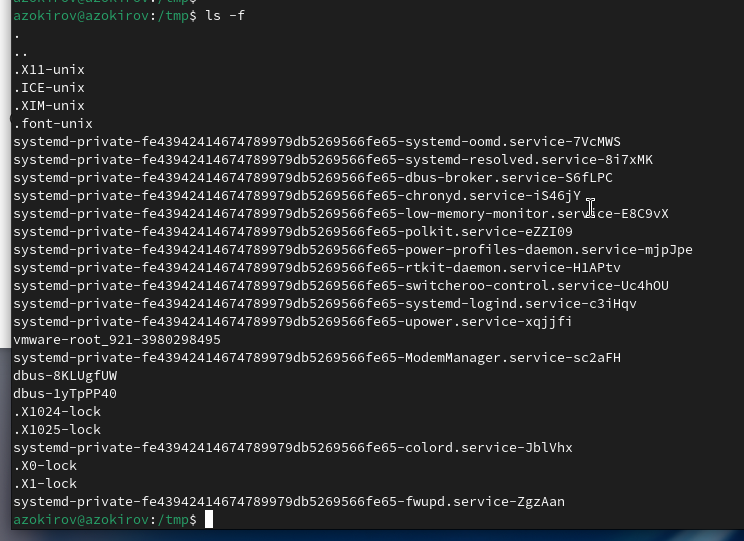 azokirov@azokirov:/tmp$ ls -f
.
..
.X11-unix
.ICE-unix
.XIM-unix
.font-unix
systemd-private-fe43942414674789979db5269566fe65-systemd-oomd.service-7VcMWS
systemd-private-fe43942414674789979db5269566fe65-systemd-resolved.service-8i7xMK
systemd-private-fe43942414674789979db5269566fe65-dbus-broker.service-S6fLPC
systemd-private-fe43942414674789979db5269566fe65-chronyd.service-iS46jY
systemd-private-fe43942414674789979db5269566fe65-low-memory-monitor.service-E8C9vX
systemd-private-fe43942414674789979db5269566fe65-polkit.service-eZZI09
systemd-private-fe43942414674789979db5269566fe65-power-profiles-daemon.service-mjpJpe
systemd-private-fe43942414674789979db5269566fe65-rtkit-daemon.service-H1APtv
systemd-private-fe43942414674789979db5269566fe65-switcheroo-control.service-Uc4hOU
systemd-private-fe43942414674789979db5269566fe65-systemd-logind.service-c3iHqv
systemd-private-fe43942414674789979db5269566fe65-upower.service-xqjjfi
vmware-root_921-3980298495
systemd-private-fe43942414674789979db5269566fe65-ModemManager.service-sc2aFH
dbus-8KLUgfUW
dbus-1yTpPP40
.X1024-lock
.X1025-lock
systemd-private-fe43942414674789979db5269566fe65-colord.service-JblVhx
.X0-lock
.X1-lock
systemd-private-fe43942414674789979db5269566fe65-fwupd.service-ZgzAan
azokirov@azokirov:/tmp$